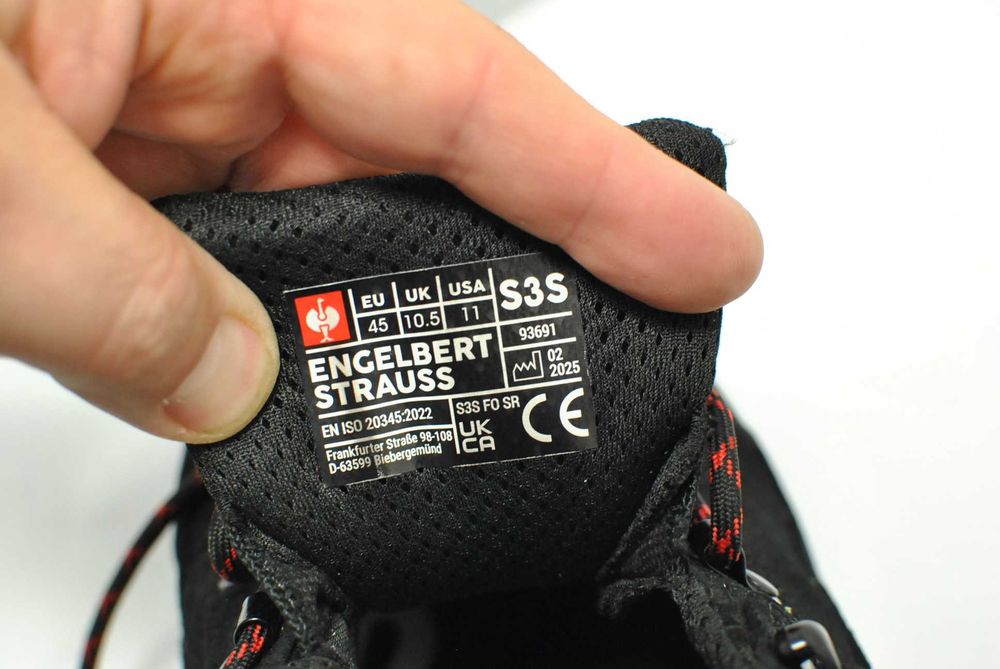 EU UK USA S3S
45 10.5 11
93691
ENGELBERT
STRAUSS
02
2025
EN ISO 20345:2022
S3S FO SR
UK
CA
CE
Frankfurter Straße 98-108
D-63599 Biebergemünd